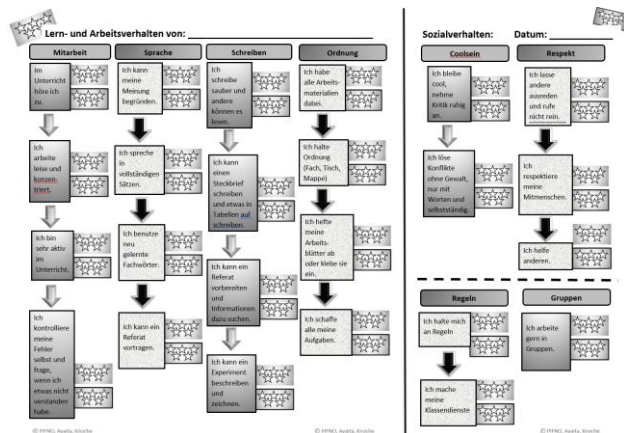 Lern- und Arbeitsverhalten von:
Mitarbeit
Im
Unterricht
höre ich
zu.
Ich
arbeite
leise und
konzen-
triert.
Ich bin
sehr aktiv
im
Unterricht.
Ich
kontrolliere
meine
Fehler
selbst und
frage,
wenn ich
etwas nicht
verstanden
habe.
Sprache
Ich kann
meine
Meinung
begründen.
Ich spreche
in
vollständigen
Sätzen.
Ich benutze
neu
gelernte
Fachwörter.
Ich kann ein
Referat
vortragen.
Schreiben
Ich
schreibe
sauber und
andere
können es
lesen.
Ich kann
einen
Steckbrief
schreiben
und etwas in
Tabellen auf
schreiben.
Ich kann ein
Referat
vorbereiten
und
Informationen
dazu suchen.
Ich kann ein
Experiment
beschreiben
und
zeichnen.
Ordnung
Ich habe
alle Arbeits-
materialien
dabei.
Ich halte
Ordnung
(Fach, Tisch,
Mappe)
Ich hefte
meine
Arbeits-
blätter ab
oder klebe sie
ein.
Ich schaffe
alle meine
Aufgaben.
Sozialverhalten:
Datum:
Coolsein
Ich bleibe
cool,
nehme
Kritik ruhig
an.
Ich löse
Konflikte
ohne Gewalt,
nur mit
Worten und
selbstständig.
Respekt
Ich lasse
andere
ausreden
und rufe
nicht rein.
Ich
respektiere
meine
Mitmenschen.
Ich helfe
anderen.
Regeln
Ich halte mich
an Regeln
Ich mache
meine
Klassendienste
Gruppen
Ich arbeite
gern in
Gruppen.